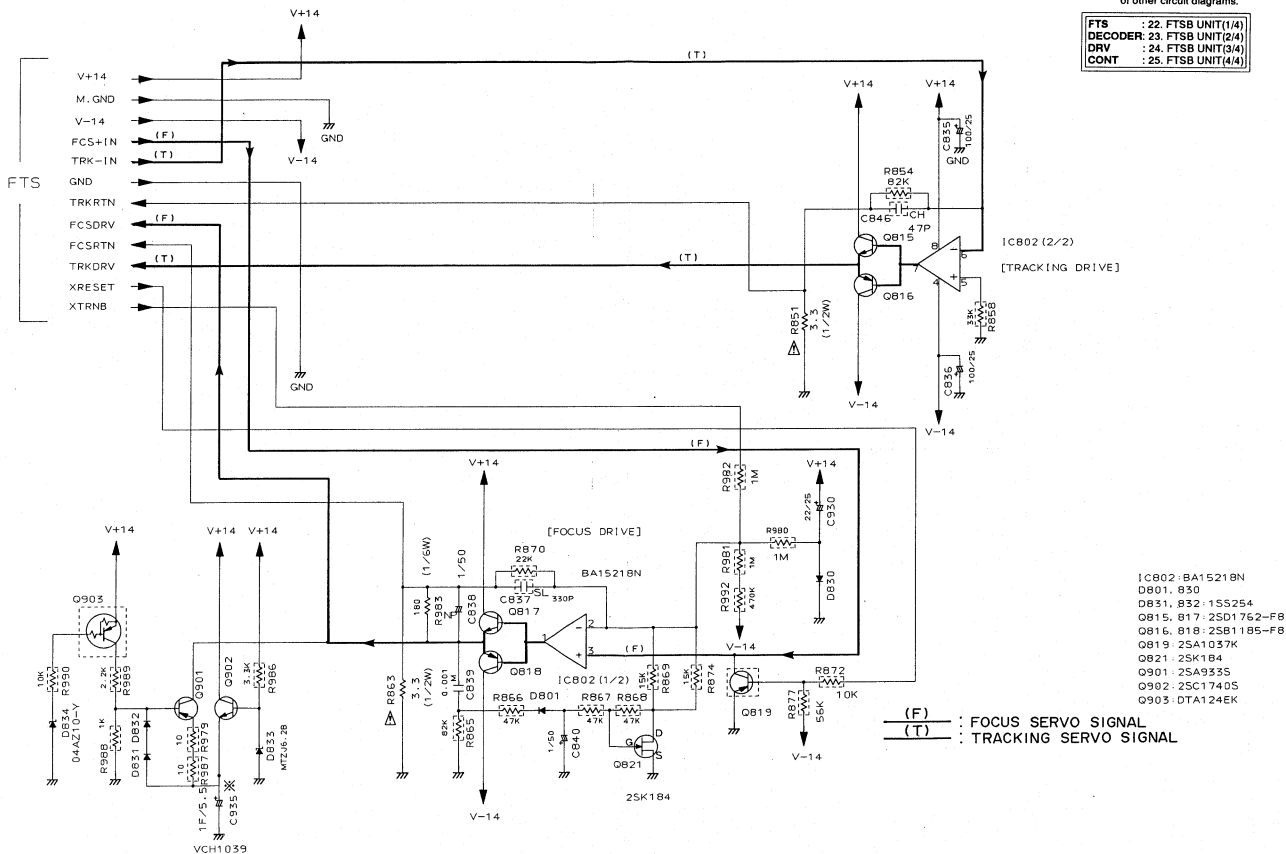 of other circuit diagrams.
FTS : 22. FTSB UNIT(1/4)
DECODER: 23. FTSB UNIT(2/4)
DRV : 24. FTSB UNIT(3/4)
CONT : 25. FTSB UNIT(4/4)
FTS
V+14
M.GND
V-14
FCS+IN
TRK-IN
GND
TRKRTN
FCSDRV
FCSRTN
TRKDRV
XRESET
XTRNB
(F)
(T)
(F)
(T)
V+14
GND
V-14
GND
(T)
(T)
V+14
V+14
C835
100/25
GND
R854
82K
C846
CH
47P
Q815
Q816
8
7
4
6
5
-
+
IC802(2/2)
[TRACKING DRIVE]
R851
3.3
(1/2W)
33K
R858
C836
100/25
V-14
V-14
(F)
V+14
R982
1M
V+14
22/25
C930
R980
1M
R981
1M
R992
470K
D830
V-14
[FOCUS DRIVE]
(1/6W)
1/50
R870
22K
C837
SL
330P
BA15218N
180
R983
N
C838
Q817
Q818
1
2
3
-
+
(F)
IC802(1/2)
R863
3.3
(1/2W)
0.001
M
C839
82K
R865
R866
47K
D801
R867
47K
R868
47K
1/50
C840
15K
R869
15K
R874
G
D
S
Q821
2SK184
Q819
R877
56K
R872
10K
V-14
V-14
V+14
V+14
V+14
Q903
10K
R990
2.2K
R989
D834
04AZ10-Y
R988
1K
D831
D832
Q901
Q902
10
R979
10
R987
3.3K
R986
D833
MTZJ6.2B
1F/5.5
C935
※
VCH1039
IC802:BA15218N
D801, 830
D831, 832:1SS254
Q815, 817:2SD1762-F8
Q816, 818:2SB1185-F8
Q819:2SA1037K
Q821:2SK184
Q901:2SA933S
Q902:2SC1740S
Q903:DTA124EK
(F) : FOCUS SERVO SIGNAL
(T) : TRACKING SERVO SIGNAL